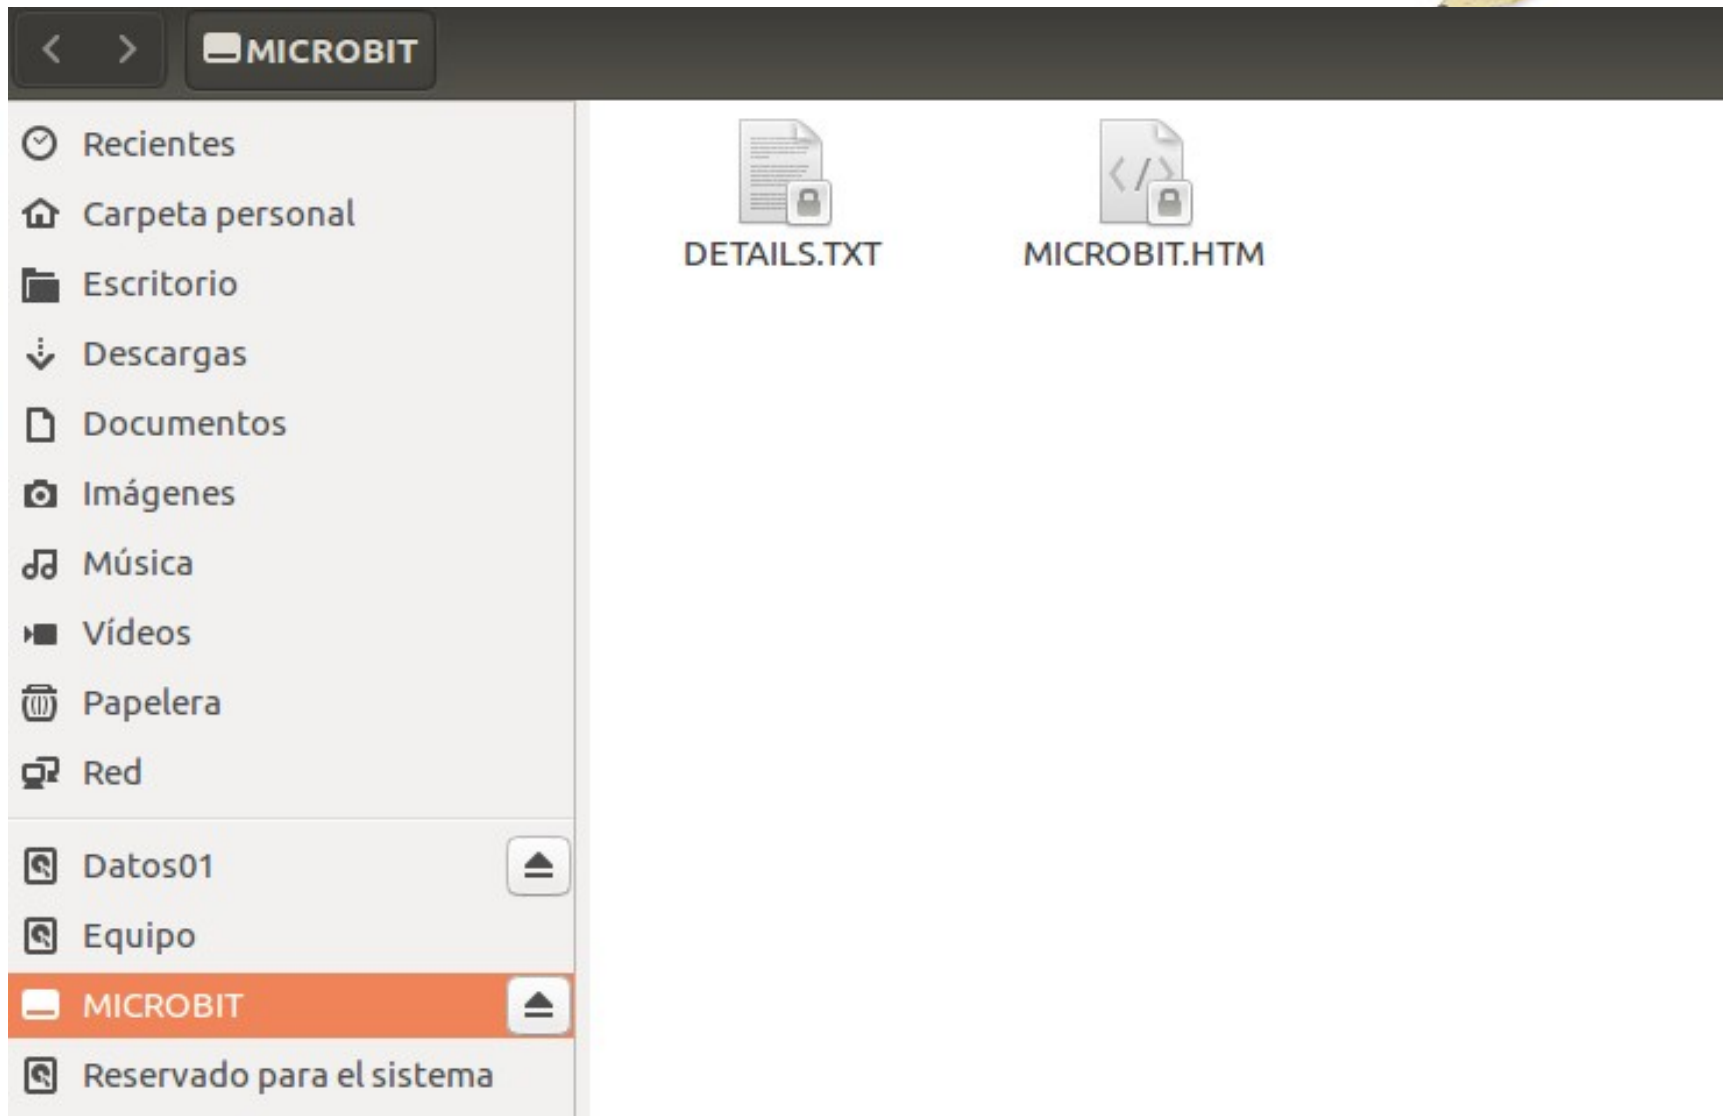 MICROBIT
Recientes
Carpeta personal
Escritorio
Descargas
Documentos
Imágenes
Música
Vídeos
Papelera
Red
Datos01
Equipo
MICROBIT
Reservado para el sistema
DETAILS.TXT
MICROBIT.HTM